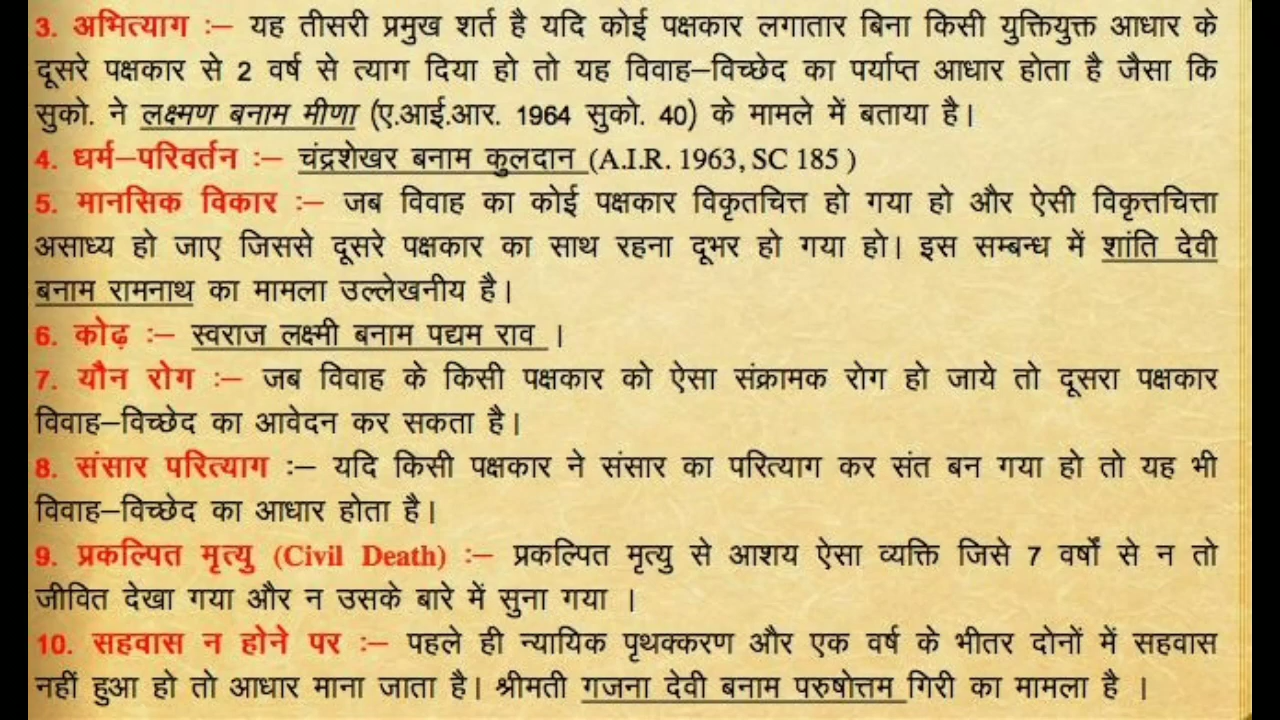 3. अभित्याग :– यह तीसरी प्रमुख शर्त है यदि कोई पक्षकार लगातार बिना किसी युक्तियुक्त आधार के
दूसरे पक्षकार से 2 वर्ष से त्याग दिया हो तो यह विवाह–विच्छेद का पर्याप्त आधार होता है जैसा कि
सुको. ने लक्ष्मण बनाम मीणा (ए.आई.आर. 1964 सुको. 40) के मामले में बताया है।
4. धर्म–परिवर्तन :– चंद्रशेखर बनाम कुलदान (A.I.R. 1963, SC 185 )
5. मानसिक विकार :– जब विवाह का कोई पक्षकार विकृतचित्त हो गया हो और ऐसी विकृत्तचित्ता
असाध्य हो जाए जिससे दूसरे पक्षकार का साथ रहना दूभर हो गया हो। इस सम्बन्ध में शांति देवी
बनाम रामनाथ का मामला उल्लेखनीय है।
6. कोढ़ :– स्वराज लक्ष्मी बनाम पद्यम राव ।
7. यौन रोग :– जब विवाह के किसी पक्षकार को ऐसा संक्रामक रोग हो जाये तो दूसरा पक्षकार
विवाह–विच्छेद का आवेदन कर सकता है।
8. संसार परित्याग :– यदि किसी पक्षकार ने संसार का परित्याग कर संत बन गया हो तो यह भी
विवाह–विच्छेद का आधार होता है।
9. प्रकल्पित मृत्यु (Civil Death) :– प्रकल्पित मृत्यु से आशय ऐसा व्यक्ति जिसे 7 वर्षों से न तो
जीवित देखा गया और न उसके बारे में सुना गया ।
10. सहवास न होने पर :– पहले ही न्यायिक पृथक्करण और एक वर्ष के भीतर दोनों में सहवास
नहीं हुआ हो तो आधार माना जाता है। श्रीमती गजना देवी बनाम परुषोत्तम गिरी का मामला है ।